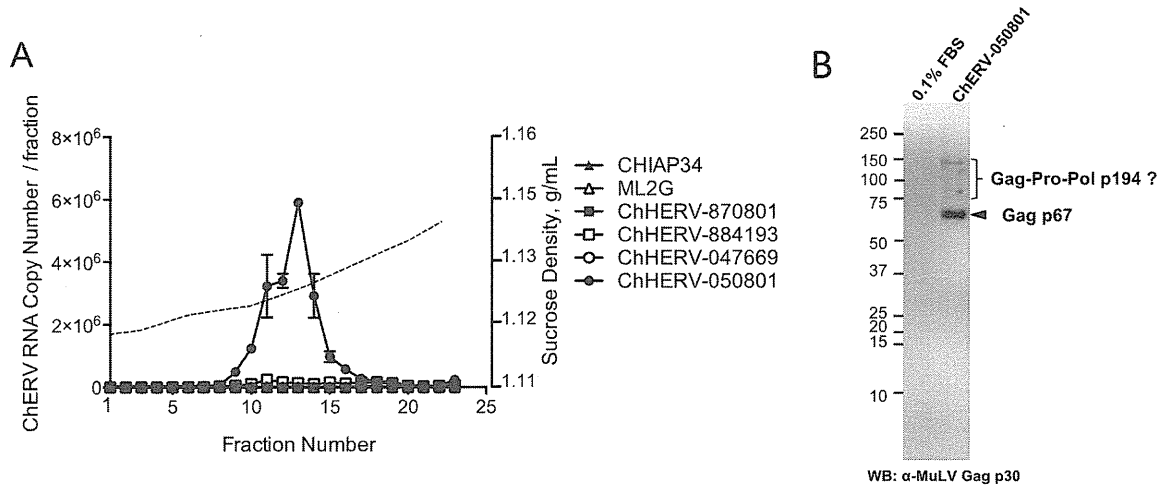 A
ChERV RNA Copy Number / fraction
8×10⁶
6×10⁶
4×10⁶
2×10⁶
0
1
5
10
15
20
25
Fraction Number
1.16
1.15
1.13
1.12
1.11
Sucrose Density, g/mL
CHIAP34
ML2G
ChHERV-870801
ChHERV-884193
ChHERV-047669
ChHERV-050801
B
0.1% FBS
ChERV-050801
250
150
100
75
50
37
25
20
15
10
Gag-Pro-Pol p194 ?
Gag p67
WB: α-MuLV Gag p30